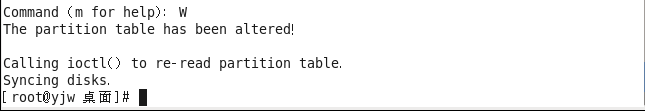 Command (m for help): W
The partition table has been altered!
Calling ioctl() to re-read partition table.
Syncing disks.
[root@yjw 桌面]#